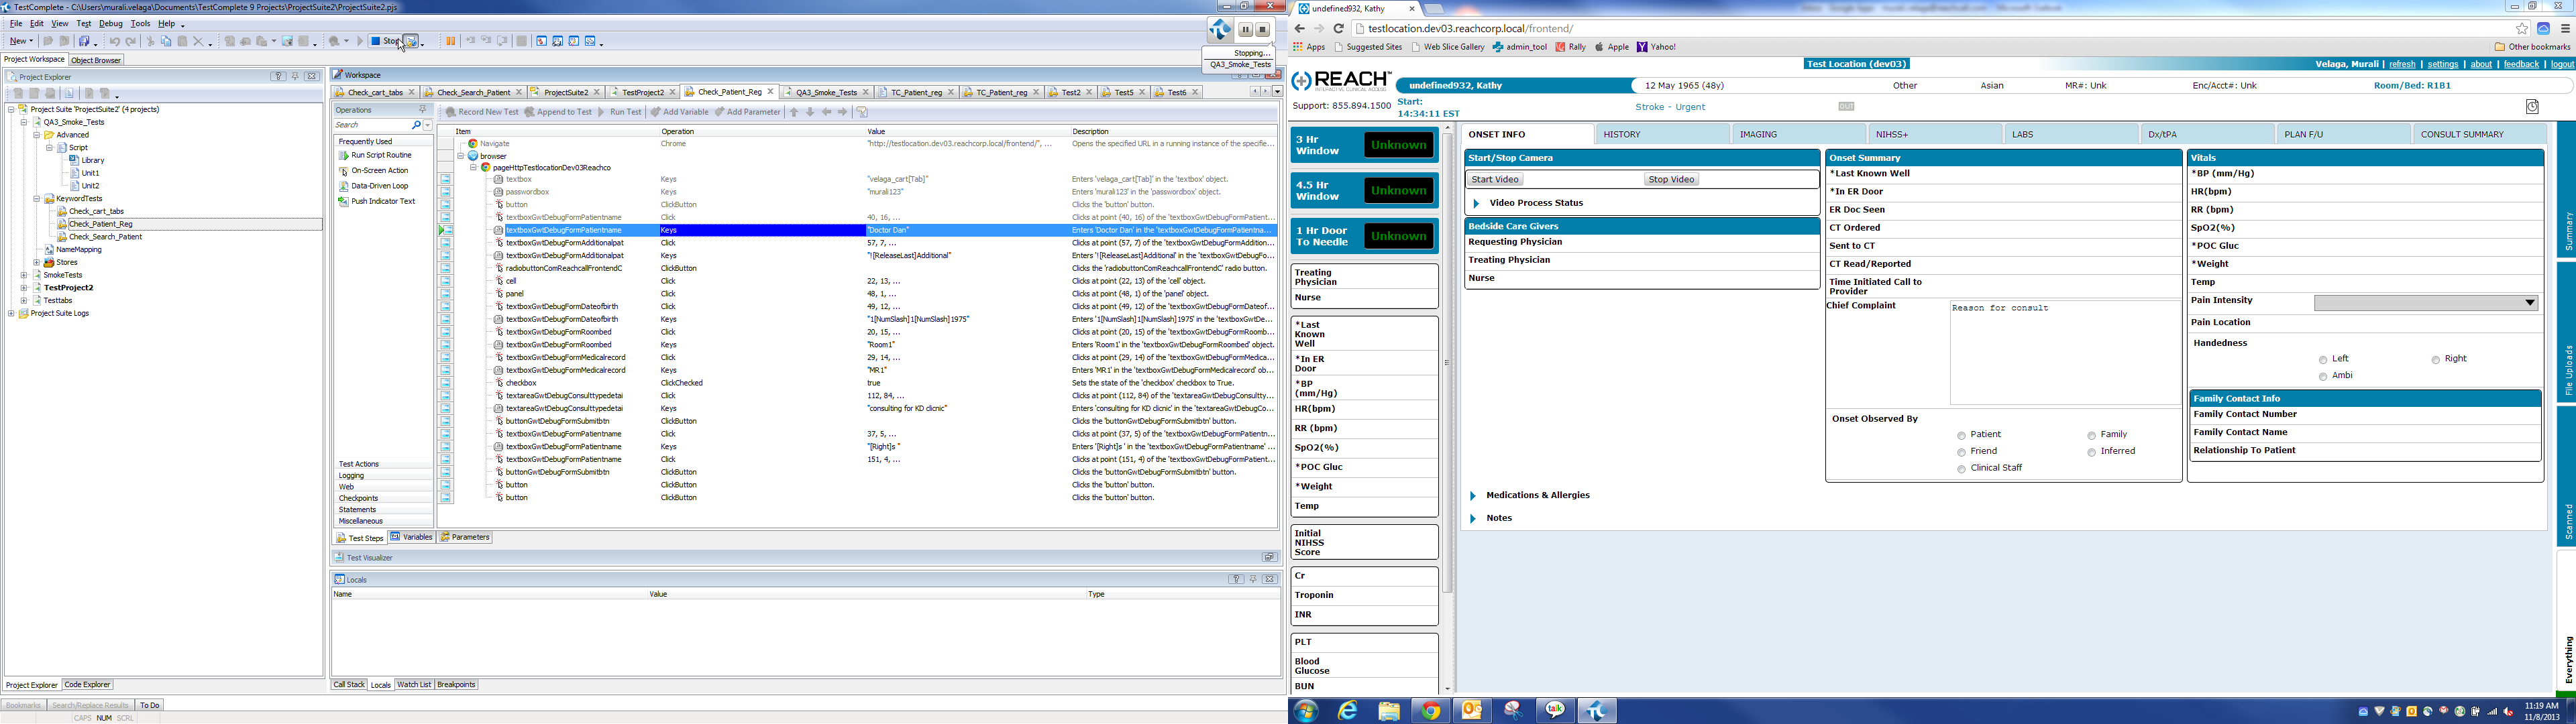 TestComplete - C:\Users\murali.velaga\Documents\TestComplete 9 Projects\ProjectSuite2\ProjectSuite2.pjs
File Edit View Test Debug Tools Help
New
Stop
Stopping...
QA3_Smoke_Tests
Project Workspace Object Browser
Project Explorer
Project Suite 'ProjectSuite2' (4 projects)
QA3_Smoke_Tests
Advanced
Script
Library
Unit1
Unit2
KeywordTests
Check_cart_tabs
Check_Patient_Reg
Check_Search_Patient
NameMapping
Stores
SmokeTests
TestProject2
Testtabs
Project Suite Logs
Project Explorer Code Explorer
Bookmarks Search/Replace Results To Do
CAPS NUM SCRL
Workspace
Check_cart_tabs Check_Search_Patient ProjectSuite2 TestProject2 Check_Patient_Reg QA3_Smoke_Tests TC_Patient_reg TC_Patient_reg Test2 Test5 Test6
Operations
Search
Frequently Used
Run Script Routine
On-Screen Action
Data-Driven Loop
Push Indicator Text
Test Actions
Logging
Web
Checkpoints
Statements
Miscellaneous
Record New Test Append to Test Run Test Add Variable Add Parameter
Item Operation Value Description
Navigate Chrome "http://testlocation.dev03.reachcorp.local/frontend/", ... Opens the specified URL in a running instance of the specifie...
browser
pageHttpTestlocationDev03Reachco
textbox Keys "velaga_cart[Tab]" Enters 'velaga_cart[Tab]' in the 'textbox' object.
passwordbox Keys "murali123" Enters 'murali123' in the 'passwordbox' object.
button ClickButton Clicks the 'button' button.
textboxGwtDebugFormPatientname Click 40, 16, ... Clicks at point (40, 16) of the 'textboxGwtDebugFormPatient...
textboxGwtDebugFormPatientname Keys "Doctor Dan" Enters 'Doctor Dan' in the 'textboxGwtDebugFormPatientna...
textboxGwtDebugFormAdditionalpat Click 57, 7, ... Clicks at point (57, 7) of the 'textboxGwtDebugFormAddition...
textboxGwtDebugFormAdditionalpat Keys "![ReleaseLast]Additional" Enters '![ReleaseLast]Additional' in the 'textboxGwtDebugFo...
radiobuttonComReachcallFrontendC ClickButton Clicks the 'radiobuttonComReachcallFrontendC' radio button.
cell Click 22, 13, ... Clicks at point (22, 13) of the 'cell' object.
panel Click 48, 1, ... Clicks at point (48, 1) of the 'panel' object.
textboxGwtDebugFormDateofbirth Click 49, 12, ... Clicks at point (49, 12) of the 'textboxGwtDebugFormDateof...
textboxGwtDebugFormDateofbirth Keys "1[NumSlash]1[NumSlash]1975" Enters '1[NumSlash]1[NumSlash]1975' in the 'textboxGwtDe...
textboxGwtDebugFormRoombed Click 20, 15, ... Clicks at point (20, 15) of the 'textboxGwtDebugFormRoomb...
textboxGwtDebugFormRoombed Keys "Room1" Enters 'Room1' in the 'textboxGwtDebugFormRoombed' object.
textboxGwtDebugFormMedicalrecord Click 29, 14, ... Clicks at point (29, 14) of the 'textboxGwtDebugFormMedica...
textboxGwtDebugFormMedicalrecord Keys "MR1" Enters 'MR1' in the 'textboxGwtDebugFormMedicalrecord' ob...
checkbox ClickChecked true Sets the state of the 'checkbox' checkbox to True.
textareaGwtDebugConsulttypedetai Click 112, 84, ... Clicks at point (112, 84) of the 'textareaGwtDebugConsultty...
textareaGwtDebugConsulttypedetai Keys "consulting for KD clicnic" Enters 'consulting for KD clicnic' in the 'textareaGwtDebugCo...
buttonGwtDebugFormSubmitbtn ClickButton Clicks the 'buttonGwtDebugFormSubmitbtn' button.
textboxGwtDebugFormPatientname Click 37, 5, ... Clicks at point (37, 5) of the 'textboxGwtDebugFormPatientn...
textboxGwtDebugFormPatientname Keys "[Right]s " Enters '[Right]s ' in the 'textboxGwtDebugFormPatientname' ...
textboxGwtDebugFormPatientname Click 151, 4, ... Clicks at point (151, 4) of the 'textboxGwtDebugFormPatient...
buttonGwtDebugFormSubmitbtn ClickButton Clicks the 'buttonGwtDebugFormSubmitbtn' button.
button ClickButton Clicks the 'button' button.
button ClickButton Clicks the 'button' button.
Test Steps Variables Parameters
Test Visualizer
Locals
Name Value Type
Call Stack Locals Watch List Breakpoints
undefined932, Kathy
testlocation.dev03.reachcorp.local/frontend/
Apps Suggested Sites Web Slice Gallery admin_tool Rally Apple Yahoo! Other bookmarks
Test Location (dev03) Velaga, Murali | refresh | settings | about | feedback | logout
REACH
Support: 855.894.1500
undefined932, Kathy 12 May 1965 (48y) Other Asian MR#: Unk Enc/Acct#: Unk Room/Bed: R1B1
Start:
14:34:11 EST
Stroke - Urgent
OUT
3 Hr Window Unknown
4.5 Hr Window Unknown
1 Hr Door To Needle Unknown
Treating Physician
Nurse
*Last Known Well
*In ER Door
*BP (mm/Hg)
HR(bpm)
RR (bpm)
SpO2(%)
*POC Gluc
*Weight
Temp
Initial NIHSS Score
Cr
Troponin
INR
PLT
Blood Glucose
BUN
ONSET INFO HISTORY IMAGING NIHSS+ LABS Dx/tPA PLAN F/U CONSULT SUMMARY
Start/Stop Camera
Start Video Stop Video
Video Process Status
Bedside Care Givers
Requesting Physician
Treating Physician
Nurse
Onset Summary
*Last Known Well
*In ER Door
ER Doc Seen
CT Ordered
Sent to CT
CT Read/Reported
Time Initiated Call to Provider
Chief Complaint Reason for consult
Onset Observed By
Patient Family
Friend Inferred
Clinical Staff
Vitals
*BP (mm/Hg)
HR(bpm)
RR (bpm)
SpO2(%)
*POC Gluc
*Weight
Temp
Pain Intensity
Pain Location
Handedness
Left Right
Ambi
Family Contact Info
Family Contact Number
Family Contact Name
Relationship To Patient
Medications & Allergies
Notes
Summary
File Uploads
Scanned
Everything
talk
11:19 AM
11/8/2013